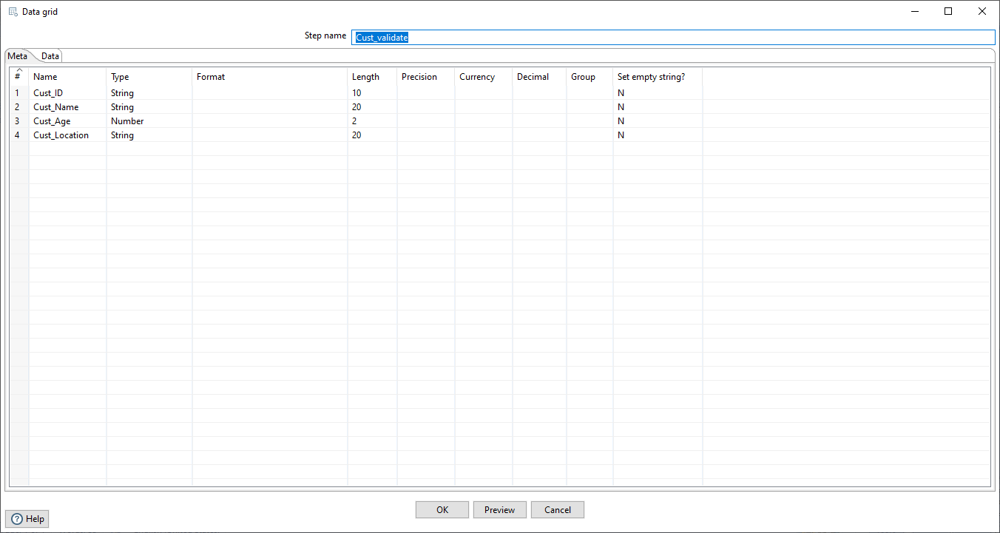 Data grid
Step name Cust_validate
Meta Data
# Name Type Format Length Precision Currency Decimal Group Set empty string?
1 Cust_ID String 10 N
2 Cust_Name String 20 N
3 Cust_Age Number 2 N
4 Cust_Location String 20 N
OK Preview Cancel
? Help